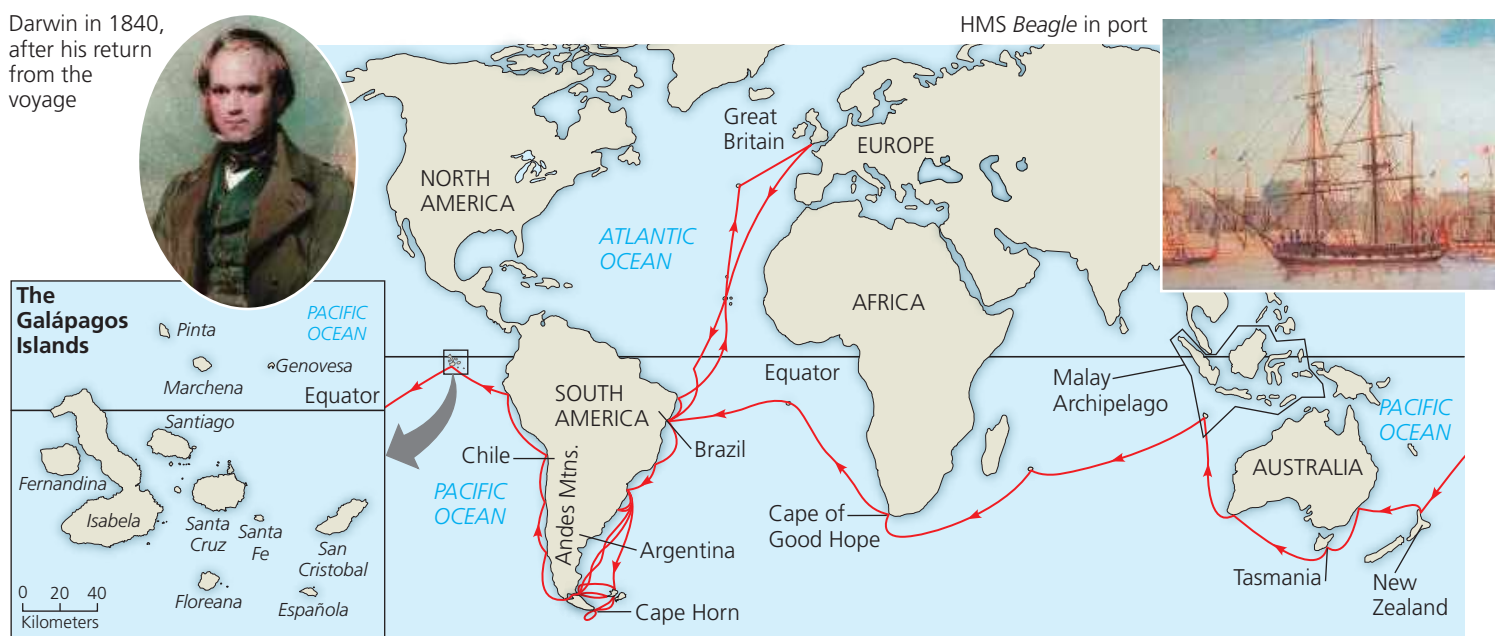 Darwin in 1840,
after his return
from the
voyage
HMS Beagle in port
Great
Britain
EUROPE
NORTH
AMERICA
ATLANTIC
OCEAN
AFRICA
The
Galápagos
Islands
PACIFIC
OCEAN
Pinta
Genovesa
Marchena
Equator
Santiago
Fernandina
Isabela
Santa
Cruz
Santa
Fe
San
Cristobal
Floreana
Española
0 20 40
Kilometers
Equator
SOUTH
AMERICA
Chile
Brazil
PACIFIC
OCEAN
Andes Mtns.
Argentina
Cape Horn
Cape of
Good Hope
Malay
Archipelago
PACIFIC
OCEAN
AUSTRALIA
Tasmania
New
Zealand